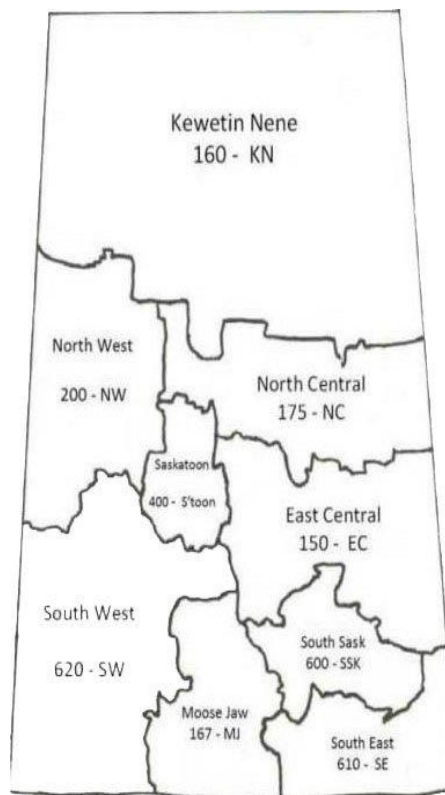 Kewetin Nene
160 - KN
North West
200 - NW
North Central
175 - NC
Saskatoon
400 - S'toon
East Central
150 - EC
South West
620 - SW
South Sask
600 - SSK
Moose Jaw
167 - MJ
South East
610 - SE